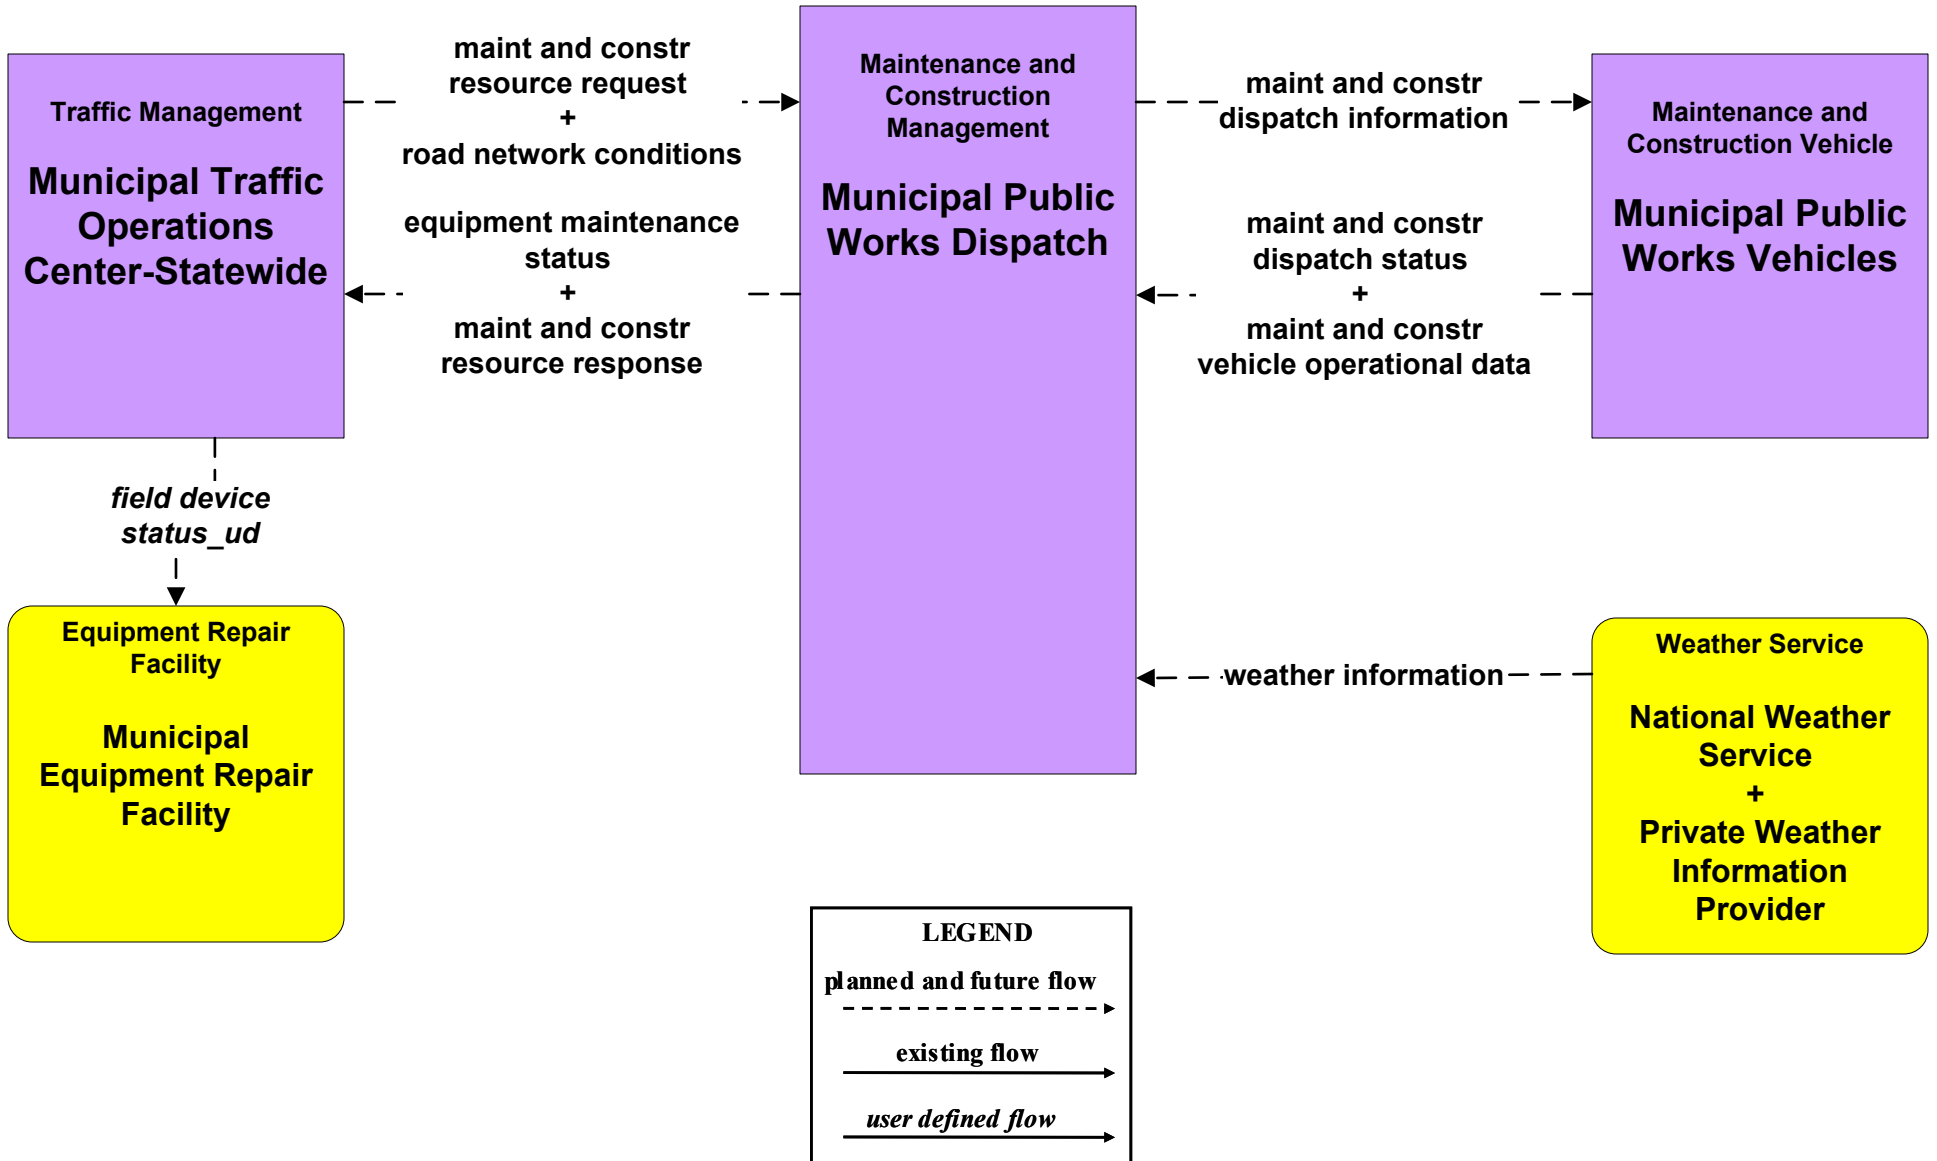 Traffic Management
Municipal Traffic
Operations
Center-Statewide
maint and constr
resource request
+
road network conditions
equipment maintenance
status
+
maint and constr
resource response
Maintenance and
Construction
Management
Municipal Public
Works Dispatch
maint and constr
dispatch information
maint and constr
dispatch status
+
maint and constr
vehicle operational data
Maintenance and
Construction Vehicle
Municipal Public
Works Vehicles
field device
status_ud
Equipment Repair
Facility
Municipal
Equipment Repair
Facility
weather information
Weather Service
National Weather
Service
+
Private Weather
Information
Provider
LEGEND
planned and future flow
existing flow
user defined flow